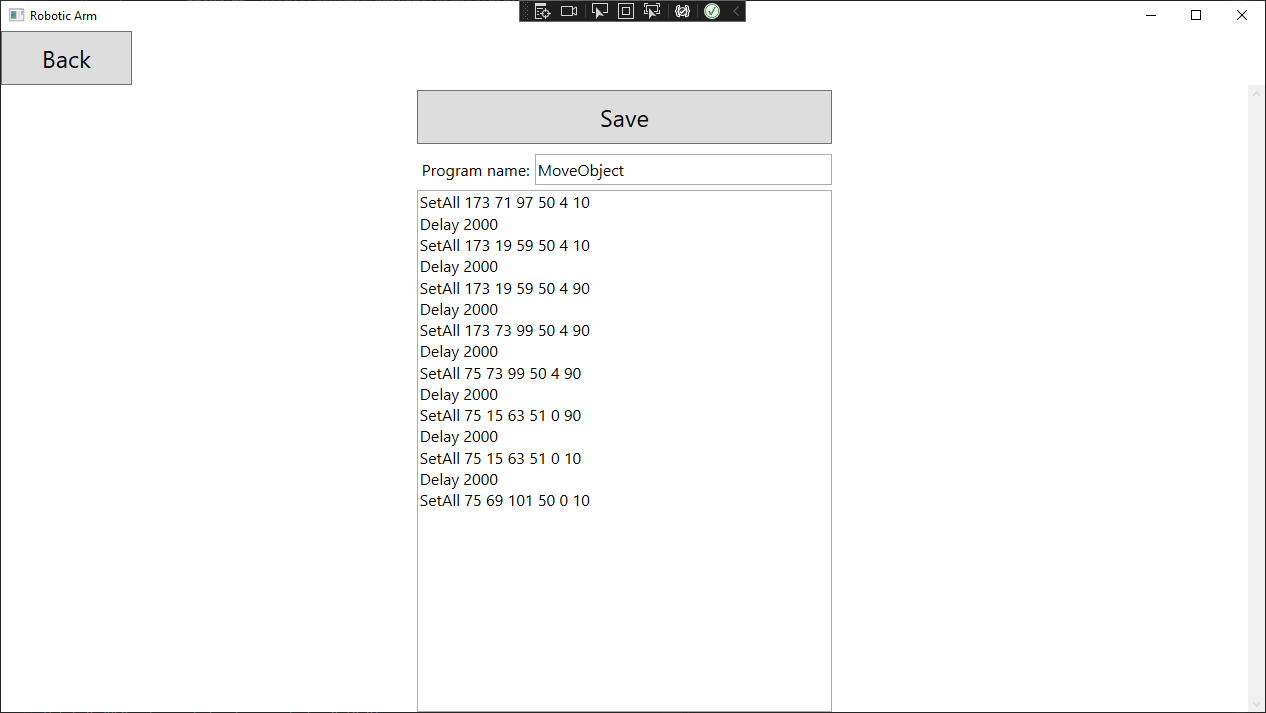 Robotic Arm
Back
Save
Program name: MoveObject
SetAll 173 71 97 50 4 10
Delay 2000
SetAll 173 19 59 50 4 10
Delay 2000
SetAll 173 19 59 50 4 90
Delay 2000
SetAll 173 73 99 50 4 90
Delay 2000
SetAll 75 73 99 50 4 90
Delay 2000
SetAll 75 15 63 51 0 90
Delay 2000
SetAll 75 15 63 51 0 10
Delay 2000
SetAll 75 69 101 50 0 10